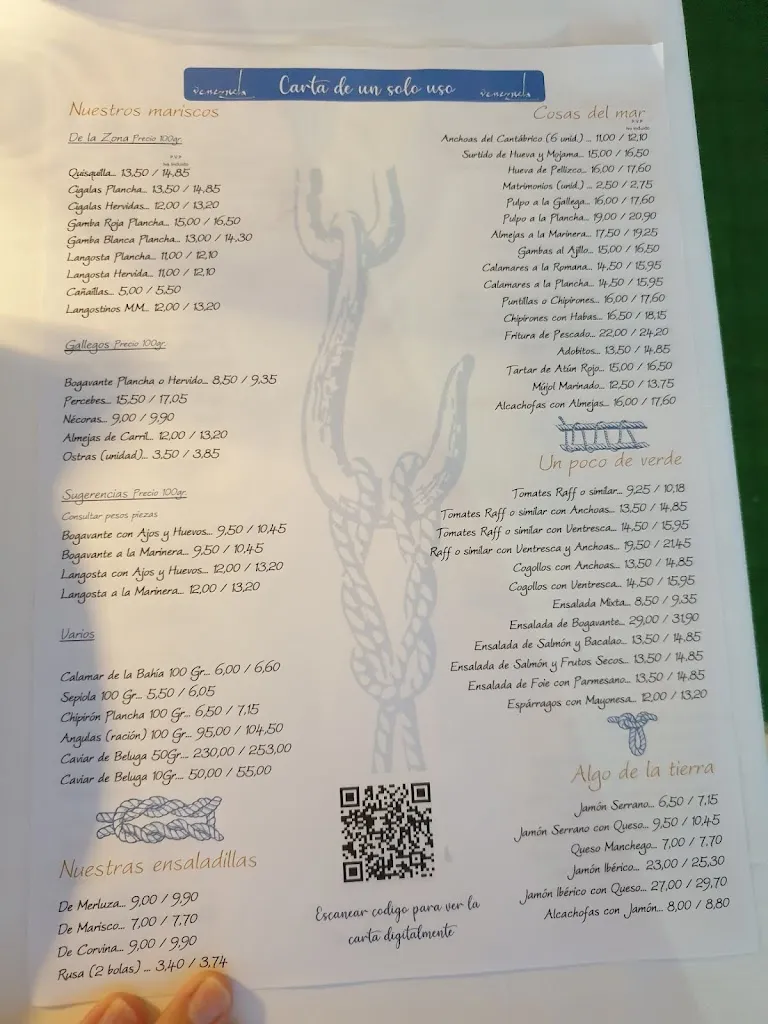 venezuela
Carta de un solo uso
venezuela
Nuestros mariscos
De la Zona Precio 100gr.
P.V.P.
Iva incluido
Quisquilla... 13,50 / 14,85
Cigalas Plancha... 13,50 / 14,85
Cigalas Hervidas... 12,00 / 13,20
Gamba Roja Plancha... 15,00 / 16,50
Gamba Blanca Plancha... 13,00 / 14,30
Langosta Plancha... 11,00 / 12,10
Langosta Hervida... 11,00 / 12,10
Cañaíllas... 5,00 / 5,50
Langostinos MM... 12,00 / 13,20
Gallegos Precio 100gr.
Bogavante Plancha o Hervido... 8,50 / 9,35
Percebes... 15,50 / 17,05
Nécoras... 9,00 / 9,90
Almejas de Carril... 12,00 / 13,20
Ostras (unidad)... 3,50 / 3,85
Sugerencias Precio 100gr.
Consultar pesos piezas
Bogavante con Ajos y Huevos... 9,50 / 10,45
Bogavante a la Marinera... 9,50 / 10,45
Langosta con Ajos y Huevos... 12,00 / 13,20
Langosta a la Marinera... 12,00 / 13,20
Varios
Calamar de la Bahía 100 Gr... 6,00 / 6,60
Sepiola 100 Gr... 5,50 / 6,05
Chipirón Plancha 100 Gr... 6,50 / 7,15
Angulas (ración) 100 Gr... 95,00 / 104,50
Caviar de Beluga 50Gr.... 230,00 / 253,00
Caviar de Beluga 10Gr.... 50,00 / 55,00
Nuestras ensaladillas
De Merluza... 9,00 / 9,90
De Marisco... 7,00 / 7,70
De Corvina... 9,00 / 9,90
Rusa (2 bolas) ... 3,40 / 3,74
Escanear codigo para ver la
carta digitalmente
Cosas del mar
P.V.P.
Iva incluido
Anchoas del Cantábrico (6 unid.) ... 11,00 / 12,10
Surtido de Hueva y Mojama... 15,00 / 16,50
Hueva de Pellizco... 16,00 / 17,60
Matrimonios (unid.) ... 2,50 / 2,75
Pulpo a la Gallega... 16,00 / 17,60
Pulpo a la Plancha... 19,00 / 20,90
Almejas a la Marinera... 17,50 / 19,25
Gambas al Ajillo... 15,00 / 16,50
Calamares a la Romana... 14,50 / 15,95
Calamares a la Plancha... 14,50 / 15,95
Puntillas o Chipirones... 16,00 / 17,60
Chipirones con Habas... 16,50 / 18,15
Fritura de Pescado... 22,00 / 24,20
Adobitos... 13,50 / 14,85
Tartar de Atún Rojo... 15,00 / 16,50
Mújol Marinado... 12,50 / 13,75
Alcachofas con Almejas... 16,00 / 17,60
Un poco de verde
Tomates Raff o similar... 9,25 / 10,18
Tomates Raff o similar con Anchoas... 13,50 / 14,85
Tomates Raff o similar con Ventresca... 14,50 / 15,95
Raff o similar con Ventresca y Anchoas... 19,50 / 21,45
Cogollos con Anchoas... 13,50 / 14,85
Cogollos con Ventresca... 14,50 / 15,95
Ensalada Mixta... 8,50 / 9,35
Ensalada de Bogavante... 29,00 / 31,90
Ensalada de Salmón y Bacalao... 13,50 / 14,85
Ensalada de Salmón y Frutos Secos... 13,50 / 14,85
Ensalada de Foie con Parmesano... 13,50 / 14,85
Espárragos con Mayonesa... 12,00 / 13,20
Algo de la tierra
Jamón Serrano... 6,50 / 7,15
Jamón Serrano con Queso... 9,50 / 10,45
Queso Manchego... 7,00 / 7,70
Jamón Ibérico... 23,00 / 25,30
Jamón Ibérico con Queso... 27,00 / 29,70
Alcachofas con Jamón... 8,00 / 8,80